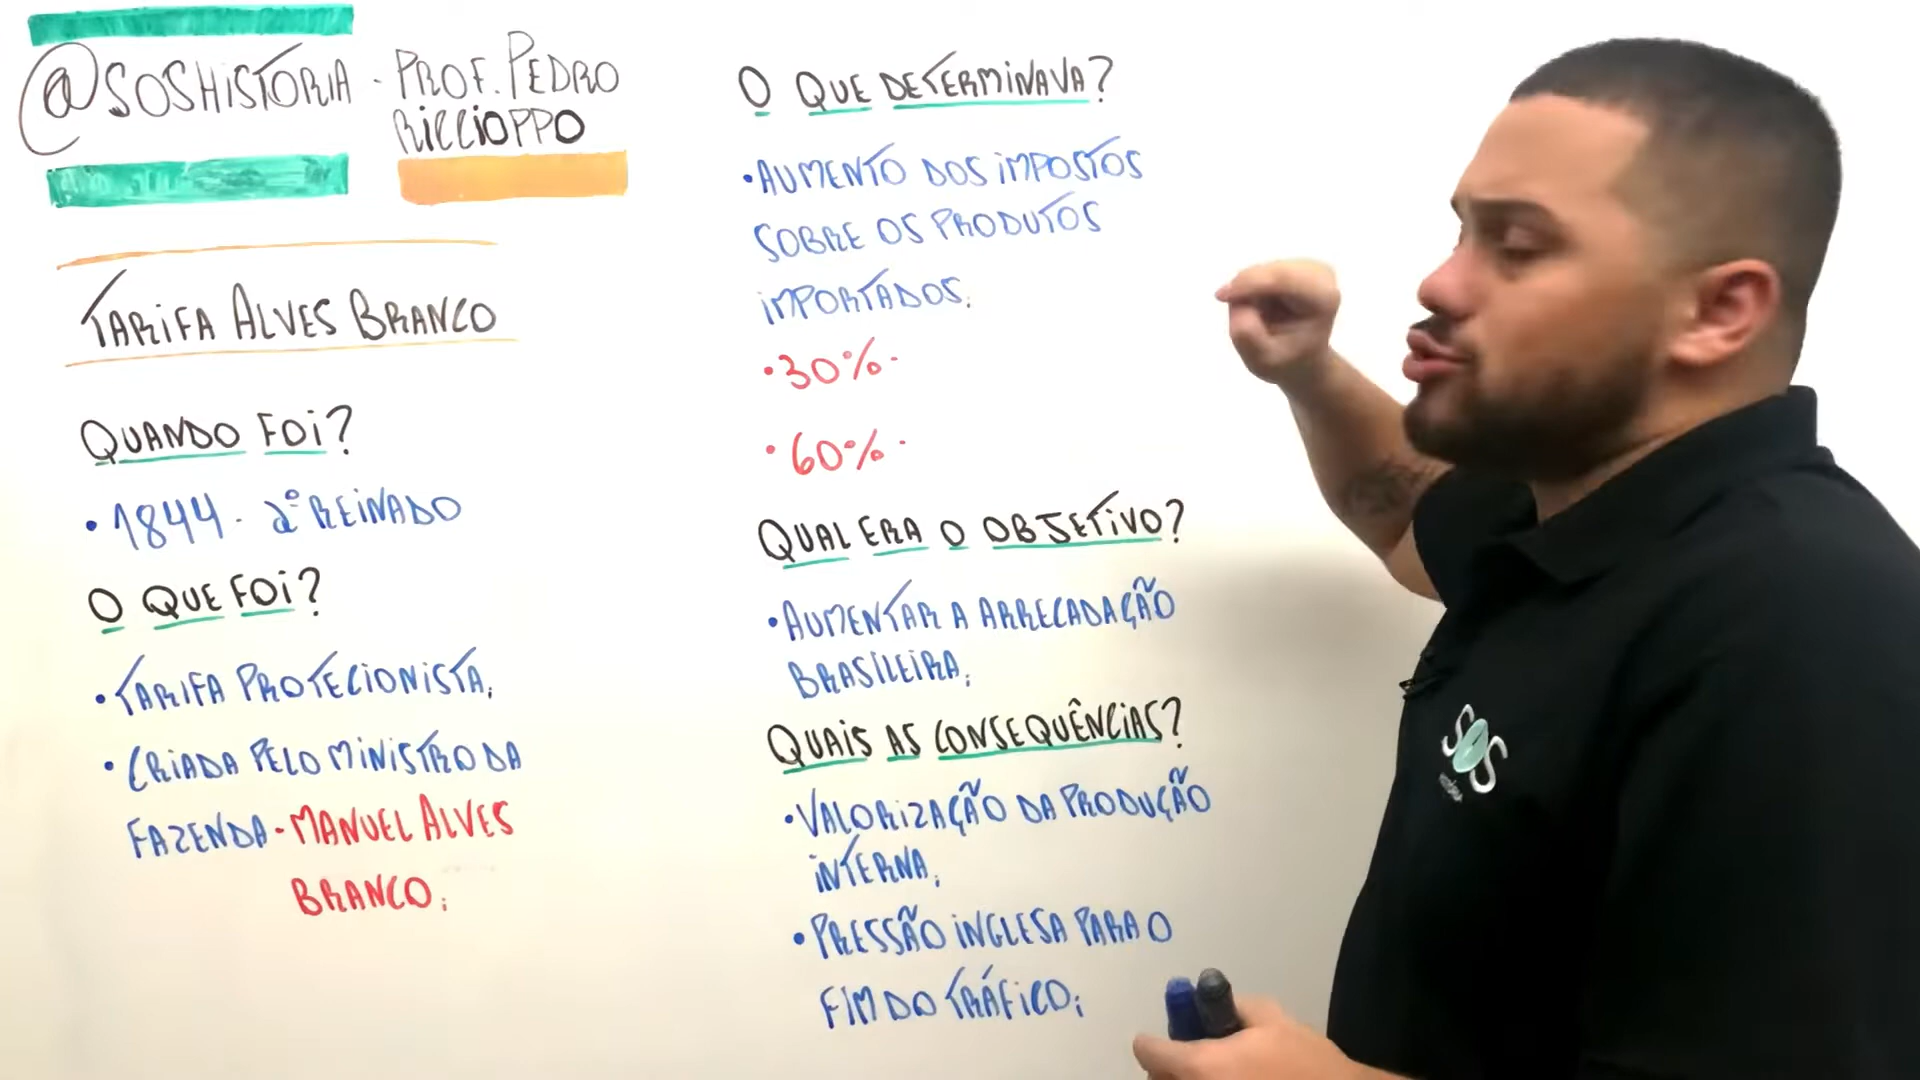 @SOSHISTORIA - PROF. PEDRO
RICCIOPPO
TARIFA ALVES BRANCO
QUANDO FOI?
• 1844 - 2º REINADO
O QUE FOI?
• TARIFA PROTECIONISTA;
• CRIADA PELO MINISTRO DA
FAZENDA - MANUEL ALVES
BRANCO;
O QUE DETERMINAVA?
• AUMENTO DOS IMPOSTOS
SOBRE OS PRODUTOS
IMPORTADOS;
• 30% -
• 60% -
QUAL ERA O OBJETIVO?
• AUMENTAR A ARRECADAÇÃO
BRASILEIRA;
QUAIS AS CONSEQUÊNCIAS?
• VALORIZAÇÃO DA PRODUÇÃO
INTERNA;
• PRESSÃO INGLESA PARA O
FIM DO TRÁFICO;
SOS